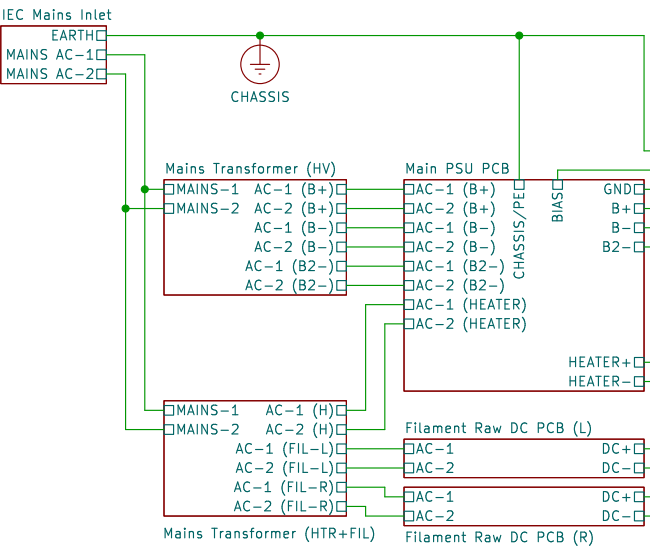 IEC Mains Inlet
EARTH
MAINS AC-1
MAINS AC-2
CHASSIS
Mains Transformer (HV)
MAINS-1 AC-1 (B+)
MAINS-2 AC-2 (B+)
AC-1 (B-)
AC-2 (B-)
AC-1 (B2-)
AC-2 (B2-)
Main PSU PCB
CHASSIS/PE
BIAS
AC-1 (B+) GND
AC-2 (B+) B+
AC-1 (B-) B-
AC-2 (B-) B2-
AC-1 (B2-)
AC-2 (B2-)
AC-1 (HEATER)
AC-2 (HEATER)
HEATER+
HEATER-
MAINS-1 AC-1 (H)
MAINS-2 AC-2 (H)
AC-1 (FIL-L)
AC-2 (FIL-L)
AC-1 (FIL-R)
AC-2 (FIL-R)
Mains Transformer (HTR+FIL)
Filament Raw DC PCB (L)
AC-1 DC+
AC-2 DC-
AC-1 DC+
AC-2 DC-
Filament Raw DC PCB (R)